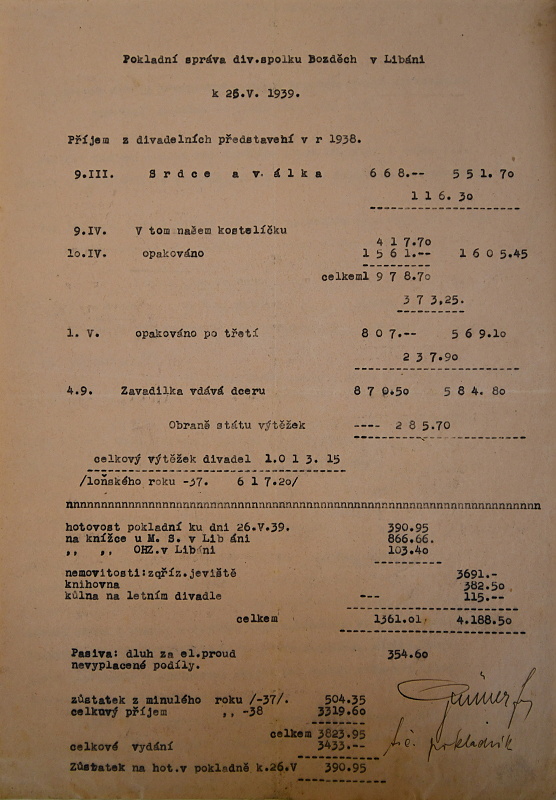 Pokladní správa div.spolku Bozděch v Libáni
k 26.V. 1939.
Příjem z divadelních představehí v r 1938.
9.III. S r d c e a v. á l k a 6 6 8.-- 5 5 1. 7o
1 1 6. 3o
9.IV. V tom našem kostelíčku
4 1 7.7o
1o.IV. opakováno 1 5 6 1.-- 1 6 0 5.45
celkem1 9 7 8.7o
3 7 3,25.
1. V. opakováno po třetí 8 0 7.-- 5 6 9.1o
2 3 7.9o
4.9. Zavadilka vdává dceru 8 7 0.5o 5 8 4. 8o
Obraně státu výtěžek ---- 2 8 5.7o
celkový výtěžek divadel 1.0 1 3. 15
/loňského roku -37. 6 1 7.2o/
nnnnnnnnnnnnnnnnnnnnnnnnnnnnnnnnnnnnnnnnnnnnnnnnnnnnnnnn
hotovost pokladní ku dni 26.V.39. 390.95
na knížce u M. S. v Lib áni 866.66.
,, ,, OHZ.v Libáni 103.4o
nemovitosti:zqříz.jeviště 3691.-
knihovna 382.5o
kůlna na letním divadle --- 115.--
celkem 1361.01. 4.188.5o
Pasiva: dluh za el.proud 354.6o
nevyplacené podíly.
zůstatek z minulého roku /-37/. 504.35
celkový příjem ,, -38 3319.6o
celkem 3823.95
celkové vydání 3433.--
Zůstatek na hot.v pokladně k.26.V 390.95
pokladník